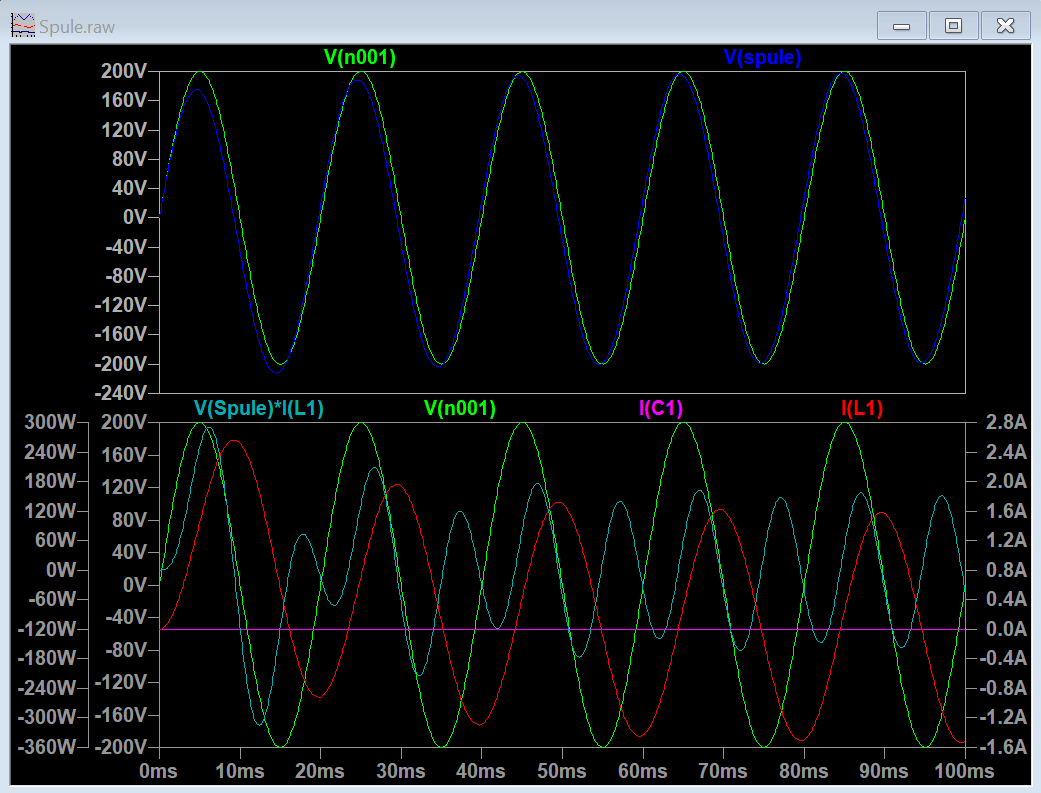 Spule.raw
V(n001) V(spule)
200V
160V
120V
80V
40V
0V
-40V
-80V
-120V
-160V
-200V
-240V
V(Spule)*I(L1) V(n001) I(C1) I(L1)
300W 200V 2.8A
240W 160V 2.4A
180W 120V 2.0A
120W 80V 1.6A
60W 40V 1.2A
0W 0V 0.8A
-60W -40V 0.4A
-120W -80V 0.0A
-180W -120V -0.4A
-240W -160V -0.8A
-300W -200V -1.2A
-360W -1.6A
0ms 10ms 20ms 30ms 40ms 50ms 60ms 70ms 80ms 90ms 100ms